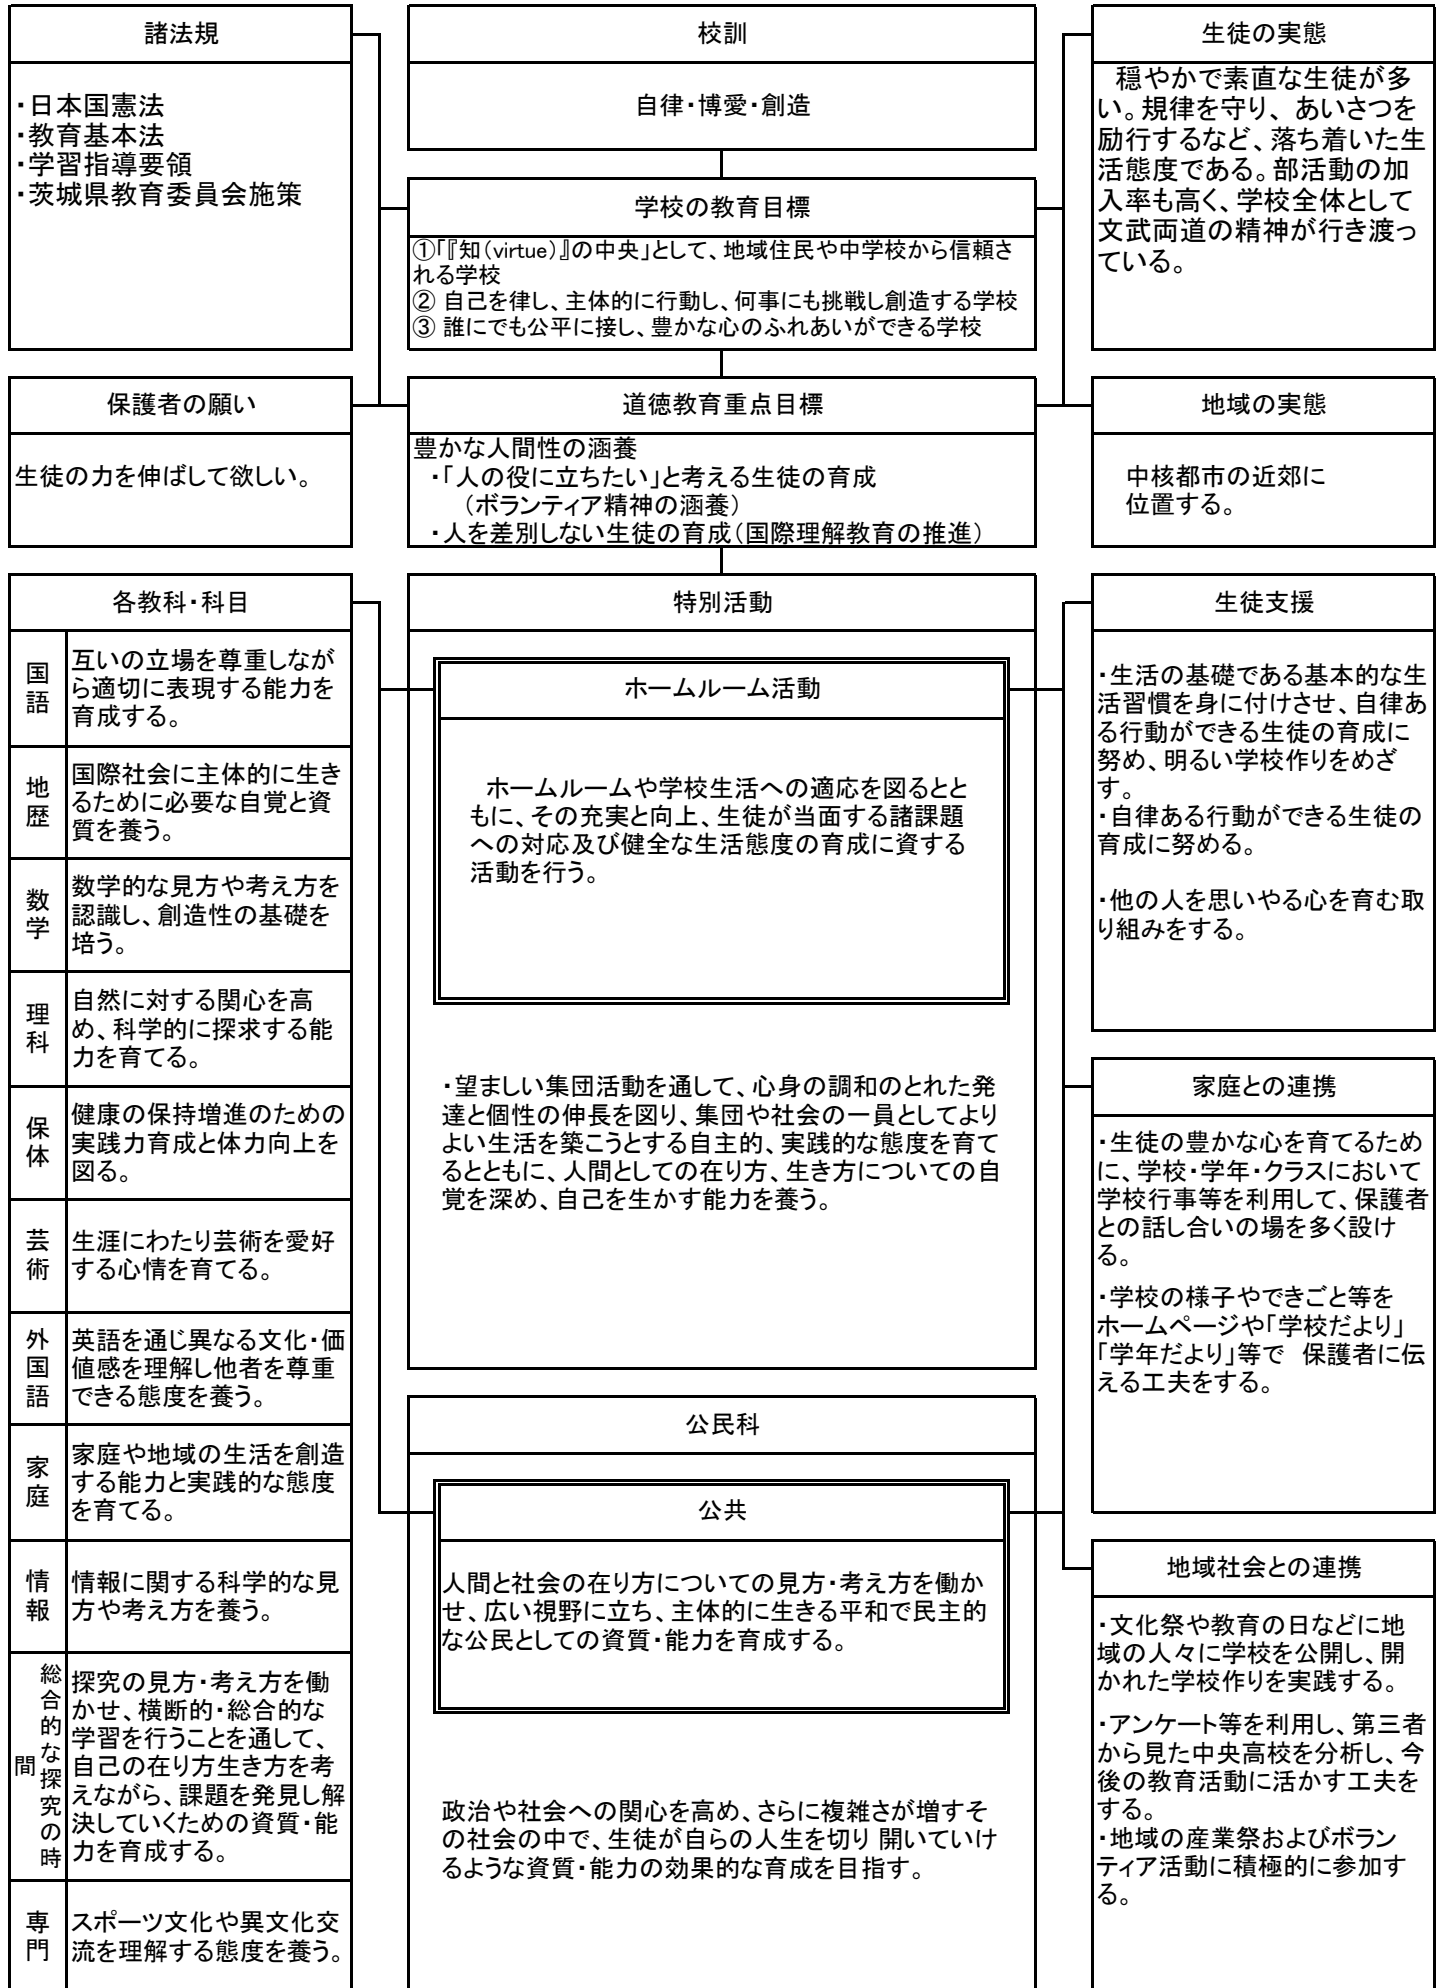 諸法規
・日本国憲法
・教育基本法
・学習指導要領
・茨城県教育委員会施策
校訓
自律・博愛・創造
生徒の実態
穏やかで素直な生徒が多
い。規律を守り、あいさつを
励行するなど、落ち着いた生
活態度である。部活動の加
入率も高く、学校全体として
文武両道の精神が行き渡っ
ている。
学校の教育目標
①「『知(virtue)』の中央」として、地域住民や中学校から信頼さ
れる学校
② 自己を律し、主体的に行動し、何事にも挑戦し創造する学校
③ 誰にでも公平に接し、豊かな心のふれあいができる学校
保護者の願い
生徒の力を伸ばして欲しい。
道徳教育重点目標
豊かな人間性の涵養
・「人の役に立ちたい」と考える生徒の育成
(ボランティア精神の涵養)
・人を差別しない生徒の育成(国際理解教育の推進)
地域の実態
中核都市の近郊に
位置する。
各教科・科目
国語
互いの立場を尊重しなが
ら適切に表現する能力を
育成する。
地歴
国際社会に主体的に生き
るために必要な自覚と資
質を養う。
数学
数学的な見方や考え方を
認識し、創造性の基礎を
培う。
理科
自然に対する関心を高
め、科学的に探求する能
力を育てる。
保体
健康の保持増進のための
実践力育成と体力向上を
図る。
芸術
生涯にわたり芸術を愛好
する心情を育てる。
外国語
英語を通じ異なる文化・価
値感を理解し他者を尊重
できる態度を養う。
家庭
家庭や地域の生活を創造
する能力と実践的な態度
を育てる。
情報
情報に関する科学的な見
方や考え方を養う。
総合的な探究の時
間
探究の見方・考え方を働
かせ、横断的・総合的な
学習を行うことを通して、
自己の在り方生き方を考
えながら、課題を発見し解
決していくための資質・能
力を育成する。
専門
スポーツ文化や異文化交
流を理解する態度を養う。
特別活動
ホームルーム活動
ホームルームや学校生活への適応を図るとと
もに、その充実と向上、生徒が当面する諸課題
への対応及び健全な生活態度の育成に資する
活動を行う。
・望ましい集団活動を通して、心身の調和のとれた発
達と個性の伸長を図り、集団や社会の一員としてより
よい生活を築こうとする自主的、実践的な態度を育て
るとともに、人間としての在り方、生き方についての自
覚を深め、自己を生かす能力を養う。
公民科
公共
人間と社会の在り方についての見方・考え方を働か
せ、広い視野に立ち、主体的に生きる平和で民主的
な公民としての資質・能力を育成する。
政治や社会への関心を高め、さらに複雑さが増すそ
の社会の中で、生徒が自らの人生を切り 開いていけ
るような資質・能力の効果的な育成を目指す。
生徒支援
・生活の基礎である基本的な生
活習慣を身に付けさせ、自律あ
る行動ができる生徒の育成に
努め、明るい学校作りをめざ
す。
・自律ある行動ができる生徒の
育成に努める。
・他の人を思いやる心を育む取
り組みをする。
家庭との連携
・生徒の豊かな心を育てるため
に、学校・学年・クラスにおいて
学校行事等を利用して、保護者
との話し合いの場を多く設け
る。
・学校の様子やできごと等を
ホームページや「学校だより」
「学年だより」等で 保護者に伝
える工夫をする。
地域社会との連携
・文化祭や教育の日などに地
域の人々に学校を公開し、開
かれた学校作りを実践する。
・アンケート等を利用し、第三者
から見た中央高校を分析し、今
後の教育活動に活かす工夫を
する。
・地域の産業祭およびボラン
ティア活動に積極的に参加す
る。